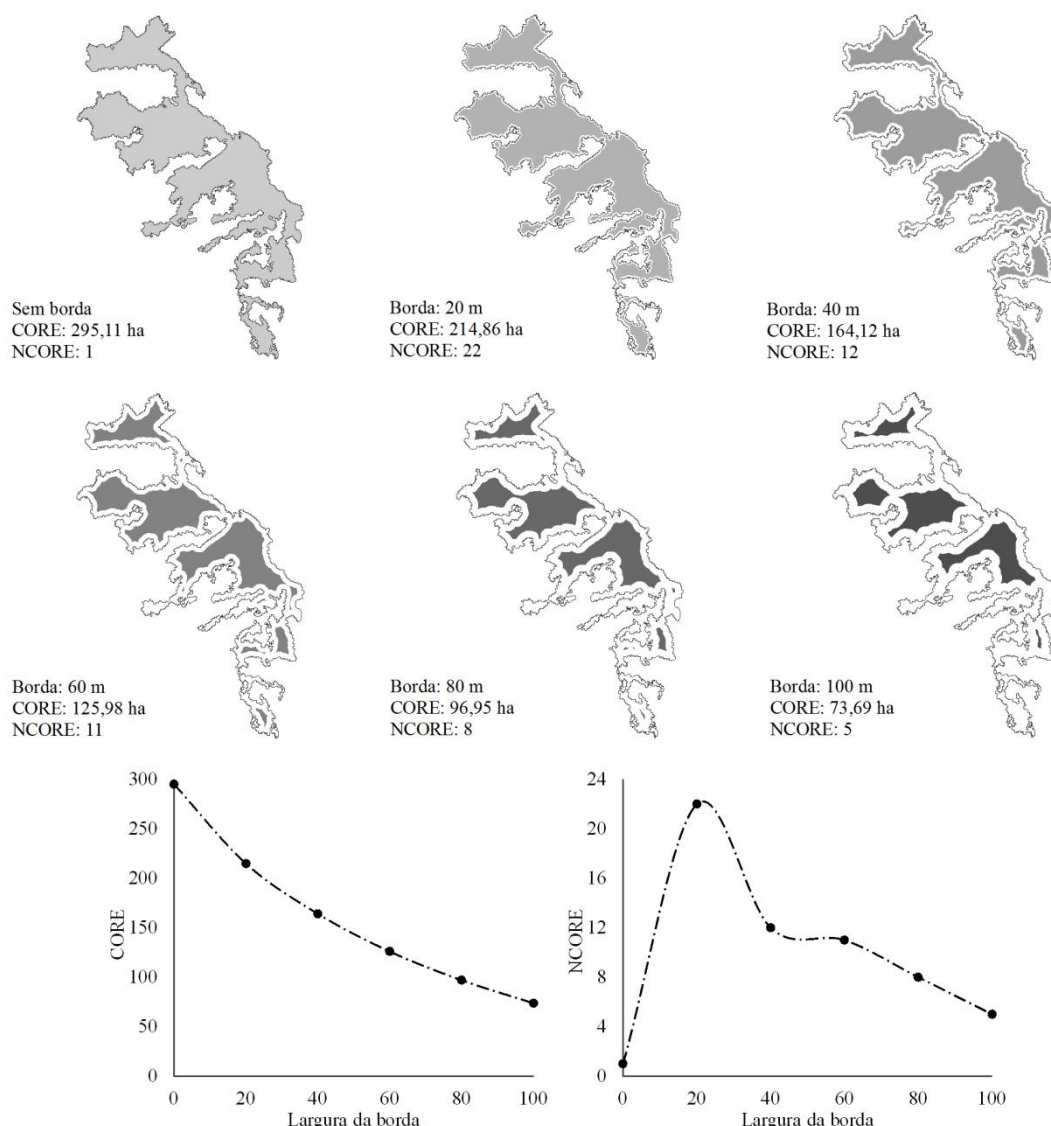 Sem borda
CORE: 295,11 ha
NCORE: 1
Borda: 20 m
CORE: 214,86 ha
NCORE: 22
Borda: 40 m
CORE: 164,12 ha
NCORE: 12
Borda: 60 m
CORE: 125,98 ha
NCORE: 11
Borda: 80 m
CORE: 96,95 ha
NCORE: 8
Borda: 100 m
CORE: 73,69 ha
NCORE: 5
300
250
200
150
100
50
0
CORE
0 20 40 60 80 100
Largura da borda
24
20
16
12
8
4
0
NCORE
0 20 40 60 80 100
Largura da borda